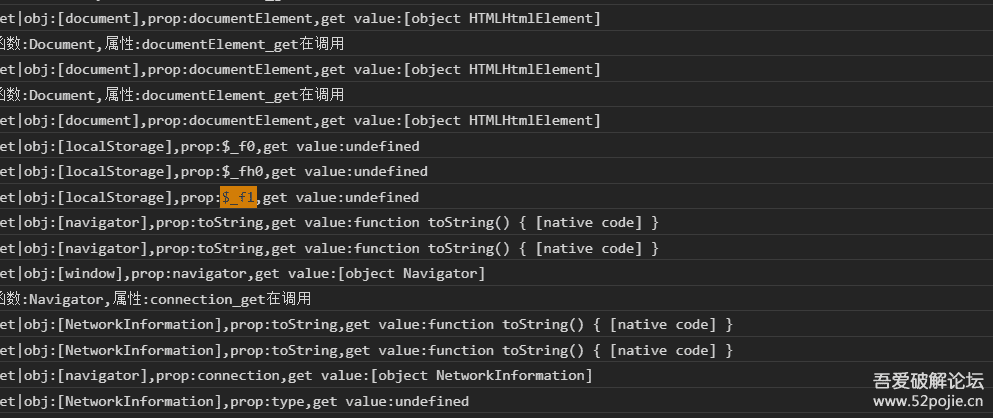 et|obj:[document],prop:documentElement,get value:[object HTMLHtmlElement]
函数:Document,属性:documentElement_get在调用
et|obj:[document],prop:documentElement,get value:[object HTMLHtmlElement]
函数:Document,属性:documentElement_get在调用
et|obj:[document],prop:documentElement,get value:[object HTMLHtmlElement]
et|obj:[localStorage],prop:$_f0,get value:undefined
et|obj:[localStorage],prop:$_fh0,get value:undefined
et|obj:[localStorage],prop:$_f1,get value:undefined
et|obj:[navigator],prop:toString,get value:function toString() { [native code] }
et|obj:[navigator],prop:toString,get value:function toString() { [native code] }
et|obj:[window],prop:navigator,get value:[object Navigator]
函数:Navigator,属性:connection_get在调用
et|obj:[NetworkInformation],prop:toString,get value:function toString() { [native code] }
et|obj:[NetworkInformation],prop:toString,get value:function toString() { [native code] }
et|obj:[navigator],prop:connection,get value:[object NetworkInformation]
et|obj:[NetworkInformation],prop:type,get value:undefined
吾爱破解论坛
www.52pojie.cn